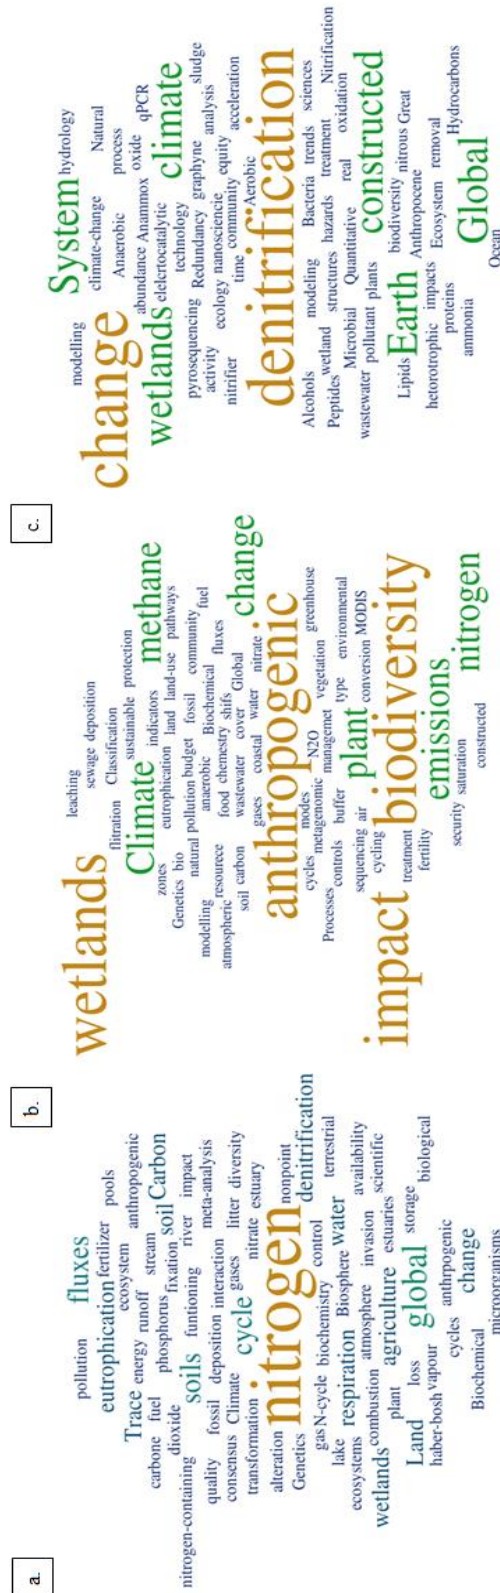 a.
pollution fluxes
eutrophication fertilizer pools
Trace ecosystem anthropogenic
energy runoff stream
carbone fuel phosphorus fixation soil Carbon
dioxide
nitrogen-containing soils funtioning river impact
quality fossil deposition interaction meta-analysis
consensus Climate cycle gases litter diversity
transformation nitrate estuary
alteration nitrogen nonpoint
Genetics denitrification
gas N-cycle biochemistry control
lake respiration Biosphere water terrestrial
ecosystems combustion atmosphere invasion availability
wetlands plant agriculture estuaries scientific
Land loss global storage
haber-bosh vapour biological
cycles anthrpogenic
Biochemical change
microorganisms
b.
leaching
wetlands sewage deposition
flitration Classification
Climate sustainable protection
zones indicators methane
eutrophication land land-use pathways
Genetics bio
natural pollution budget fossil community fuel
modelling anaerobic Biochemical fluxes
atmospheric resourece food chemestry shifs Global
soil carbon wastewater cover change
gases coastal water nitrate
anthropogenic
cycles modes greenhouse
metagenomic N2O
Processes controls buffer managemet vegetation
plant type environmental
sequencing air conversion MODIS
impact cycling biodiversity
treatment
fertility emissions
security saturation nitrogen
constructed
c.
modelling System hydrology
change climate-change Natural
Anaerobic process
abundance Anammox oxide qPCR
wetlands elelertocatalytic climate
technology
pyrosequencing Redundancy graphyne sludge
activity ecology nanosciencie analysis
nitrifier time community equity acceleration
Aerobic
denitrification
Alcohols modeling Bacteria trends sciences
Peptides wetland structures hazards treatment Nitrification
Microbial Quantitative real oxidation
wastewater pollutant plants constructed
Earth biodiversity nitrous Great
Lipids Anthropocene
hetorotrophic impacts Ecosystem removal
proteins Hydrocarbons
ammonia Global
Ocean